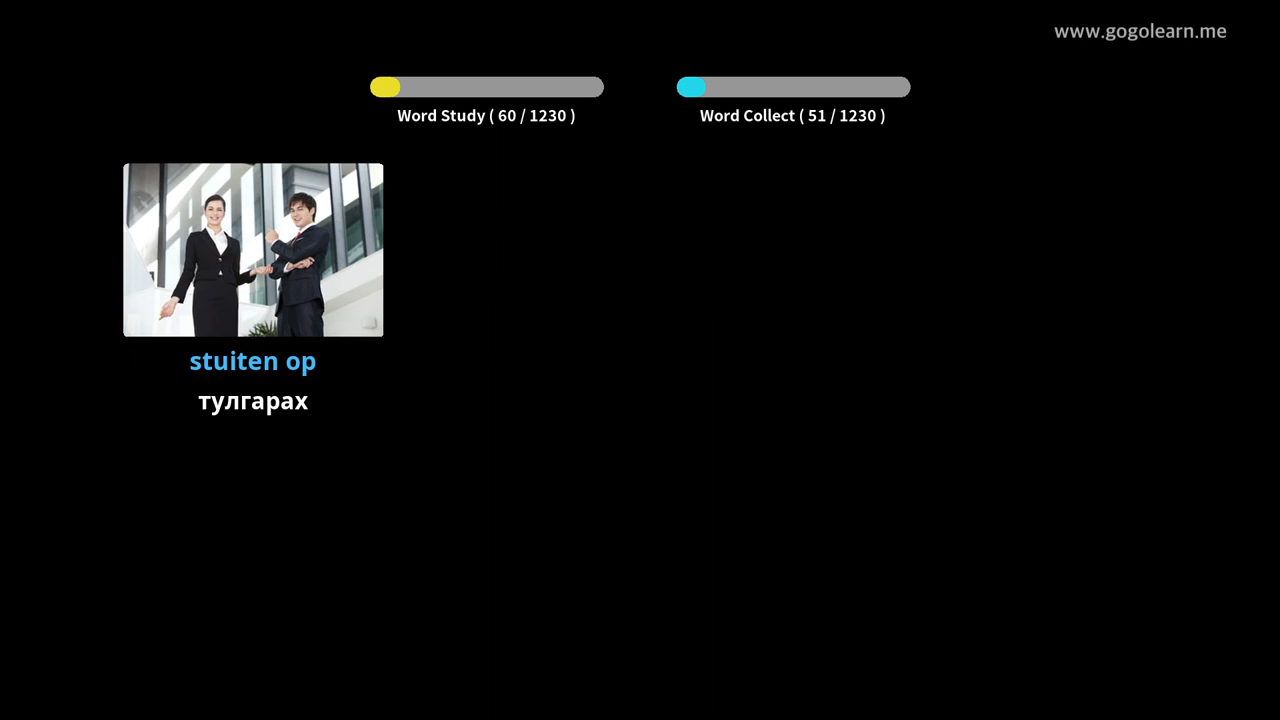 www.gogolearn.me
Word Study ( 60 / 1230 )
Word Collect ( 51 / 1230 )
stuiten op
тулгарах